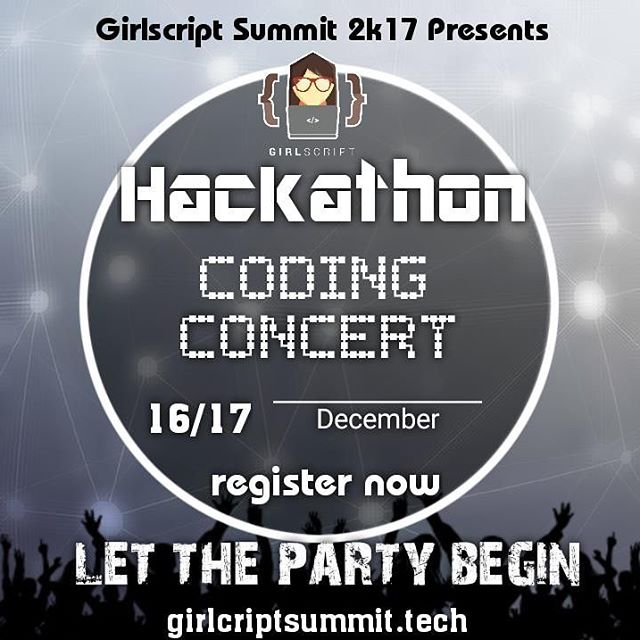 Girlscript Summit 2k17 Presents
</>
GIRLSCRIPT
Hackathon
CODING
CONCERT
16/17 December
register now
LET THE PARTY BEGIN
girlcriptsummit.tech